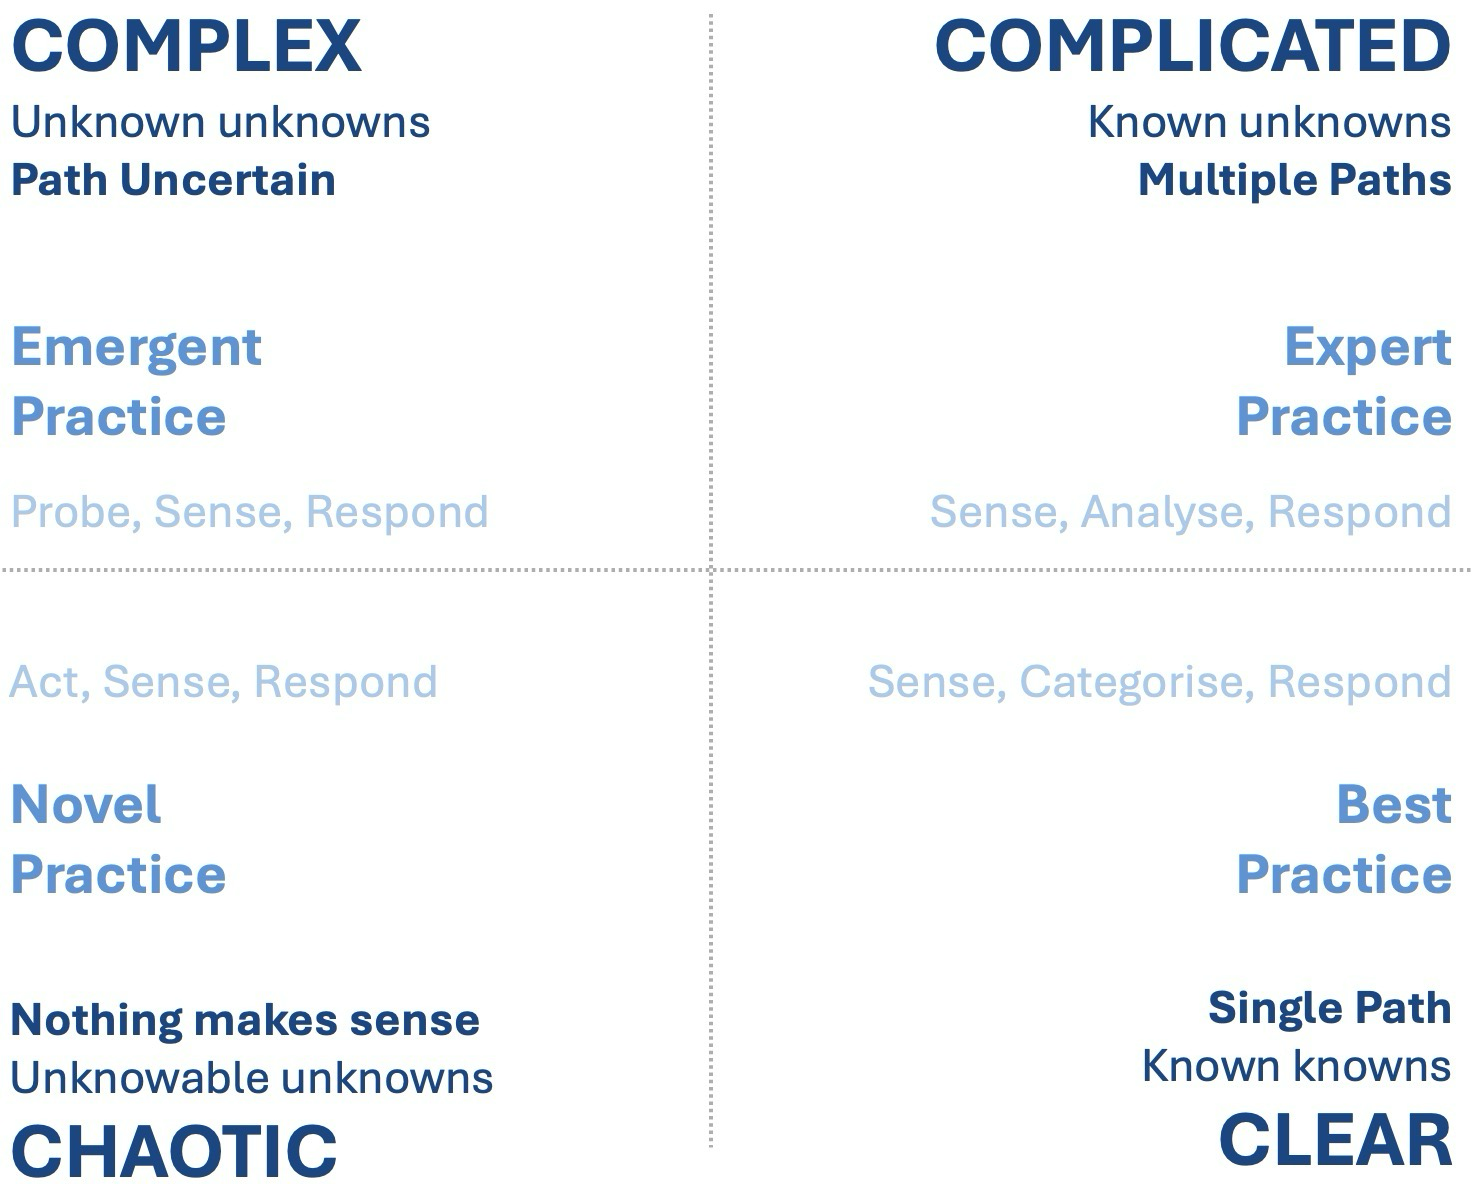 COMPLEX
Unknown unknowns
Path Uncertain
Emergent
Practice
Probe, Sense, Respond
COMPLICATED
Known unknowns
Multiple Paths
Expert
Practice
Sense, Analyse, Respond
Act, Sense, Respond
Novel
Practice
Nothing makes sense
Unknowable unknowns
CHAOTIC
Sense, Categorise, Respond
Best
Practice
Single Path
Known knowns
CLEAR